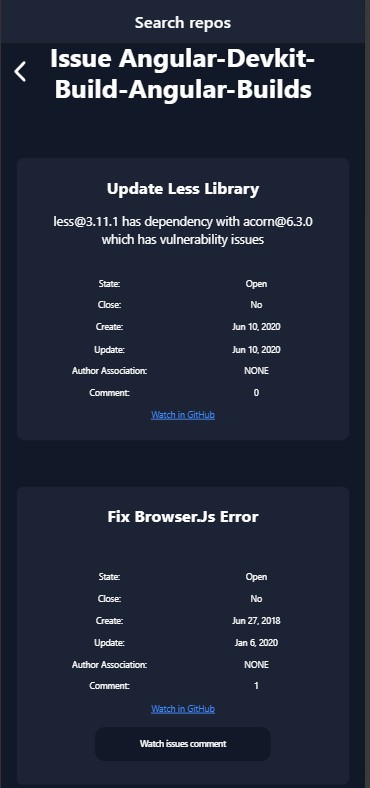 Search repos
Issue Angular-Devkit-
Build-Angular-Builds
Update Less Library
less@3.11.1 has dependency with acorn@6.3.0
which has vulnerability issues
State: Open
Close: No
Create: Jun 10, 2020
Update: Jun 10, 2020
Author Association: NONE
Comment: 0
Watch in GitHub
Fix Browser.Js Error
State: Open
Close: No
Create: Jun 27, 2018
Update: Jan 6, 2020
Author Association: NONE
Comment: 1
Watch in GitHub
Watch issues comment